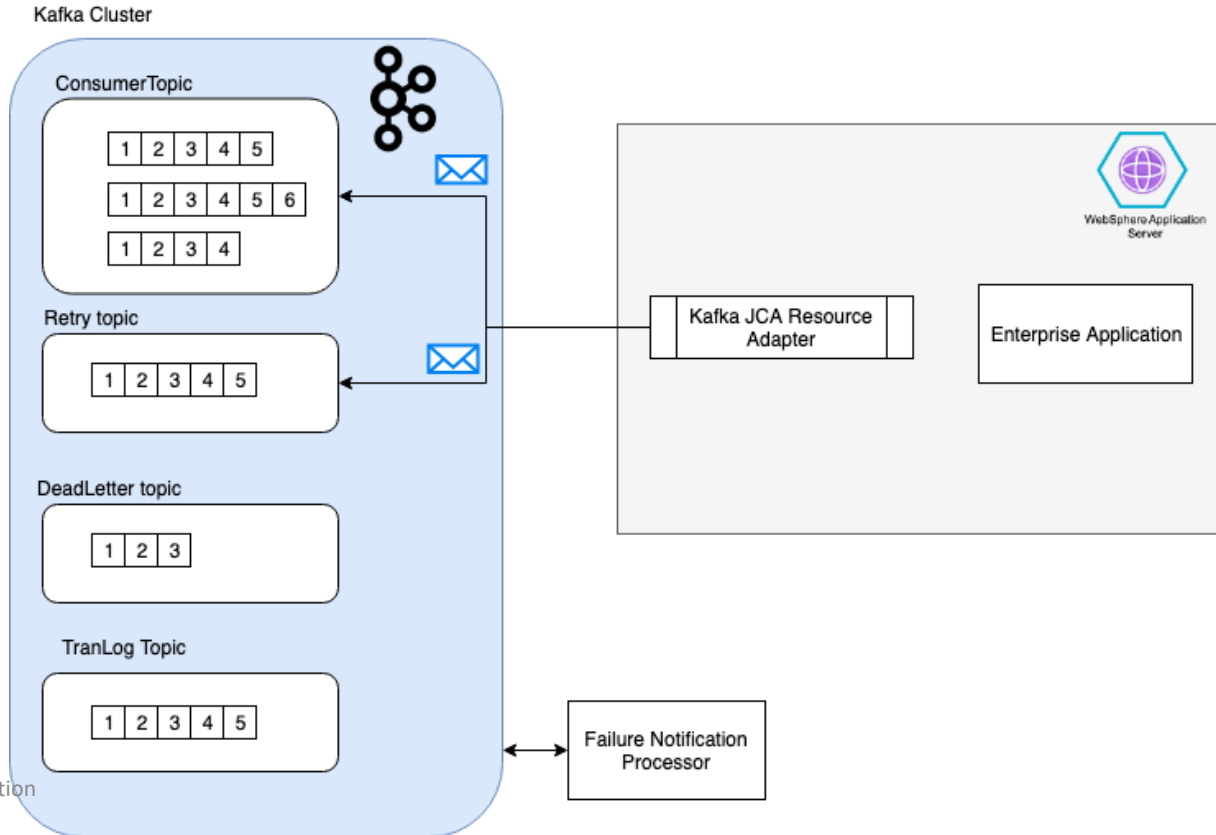 Kafka Cluster
ConsumerTopic
1 2 3 4 5
1 2 3 4 5 6
1 2 3 4
Retry topic
1 2 3 4 5
DeadLetter topic
1 2 3
TranLog Topic
1 2 3 4 5
WebSphere Application
Server
Kafka JCA Resource
Adapter
Enterprise Application
Failure Notification
Processor
tion